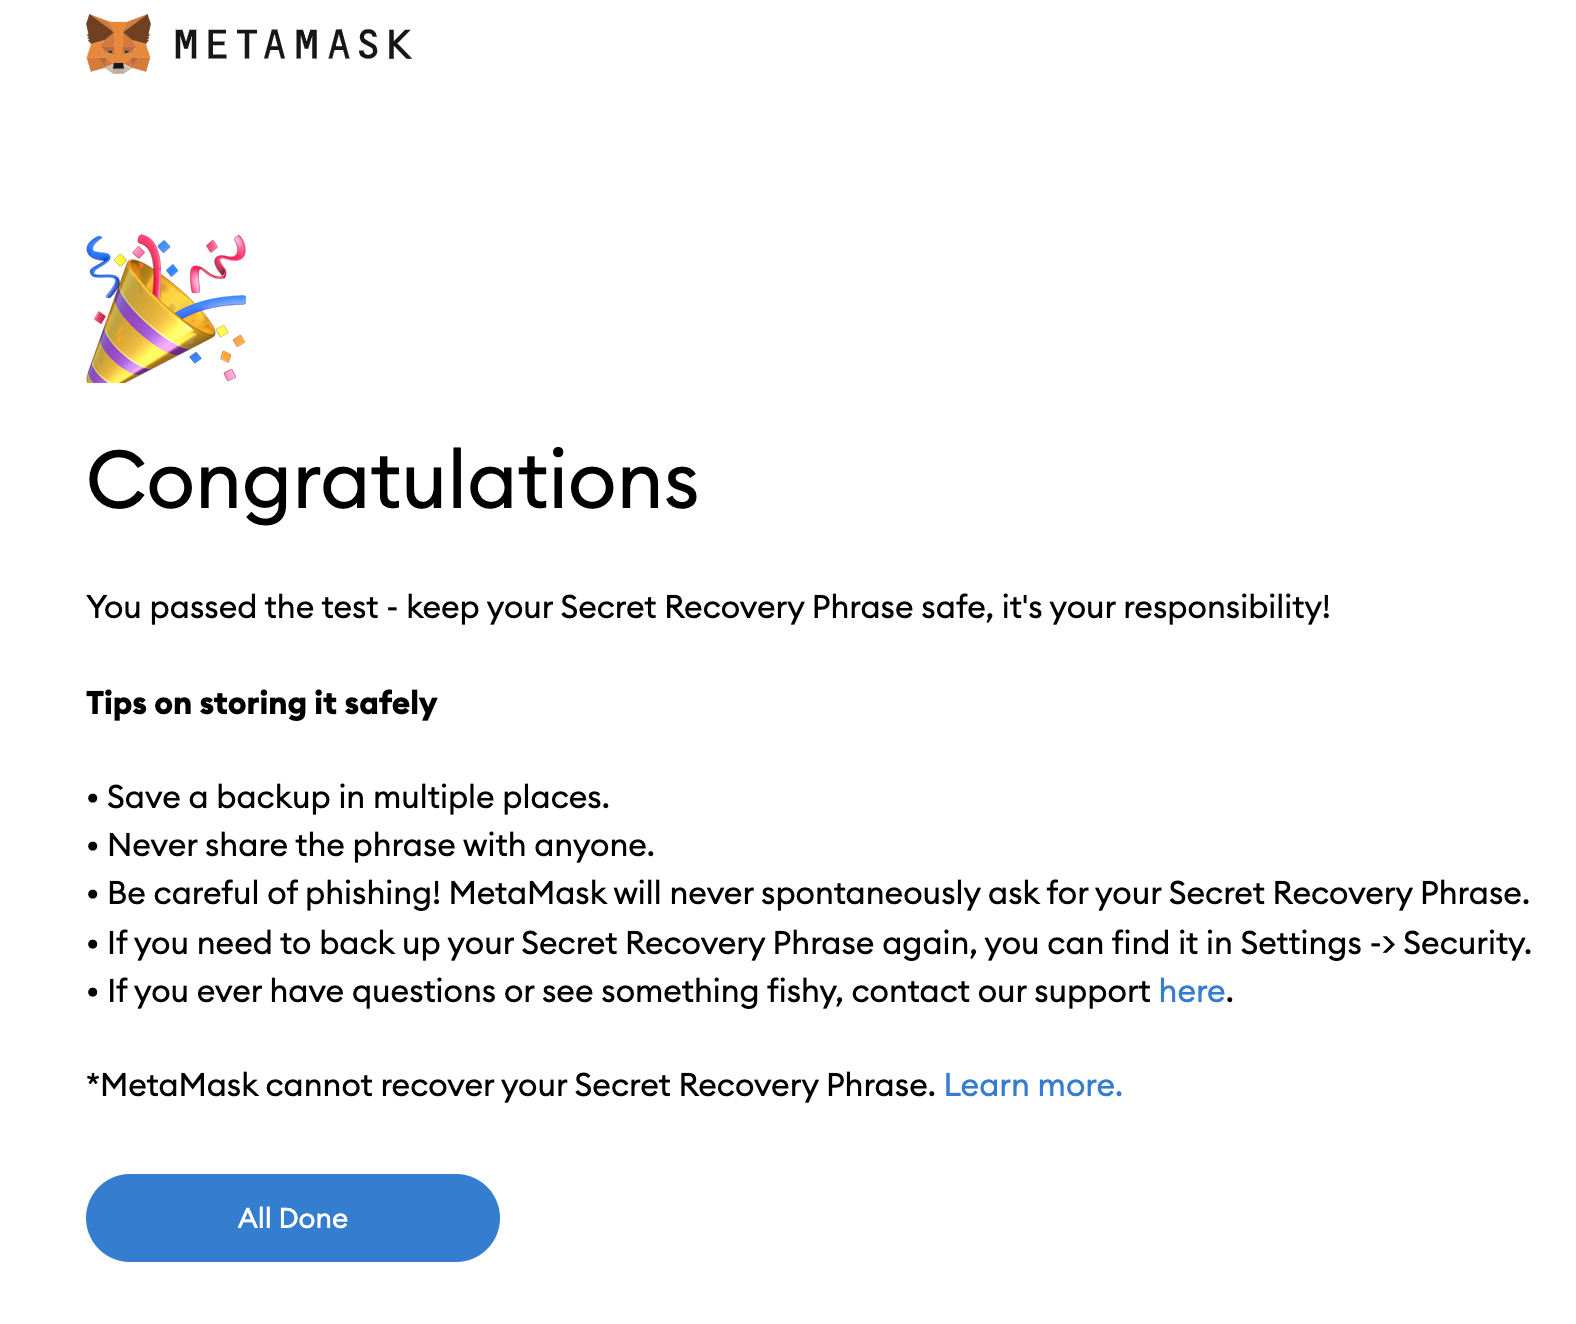 METAMASK
Congratulations
You passed the test - keep your Secret Recovery Phrase safe, it's your responsibility!
Tips on storing it safely
• Save a backup in multiple places.
• Never share the phrase with anyone.
• Be careful of phishing! MetaMask will never spontaneously ask for your Secret Recovery Phrase.
• If you need to back up your Secret Recovery Phrase again, you can find it in Settings -> Security.
• If you ever have questions or see something fishy, contact our support here.
*MetaMask cannot recover your Secret Recovery Phrase. Learn more.
All Done